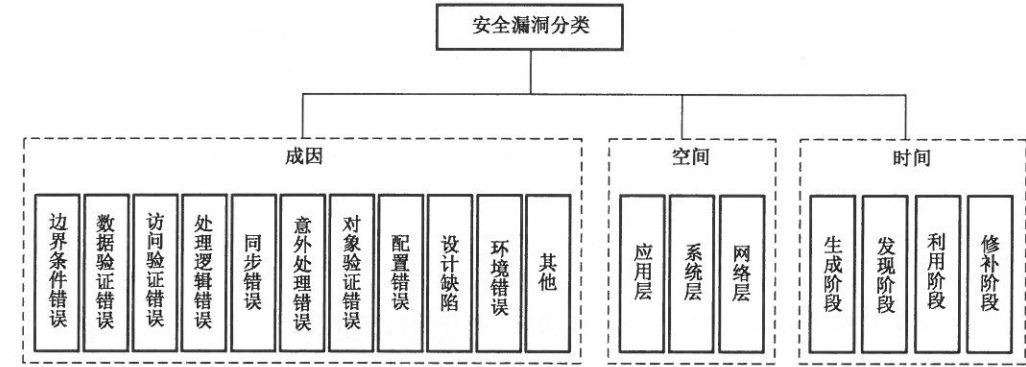 安全漏洞分类
成因
空间
时间
边界条件错误
数据验证错误
访问验证错误
处理逻辑错误
同步错误
意外处理错误
对象验证错误
配置错误
设计缺陷
环境错误
其他
应用层
系统层
网络层
生成阶段
发现阶段
利用阶段
修补阶段